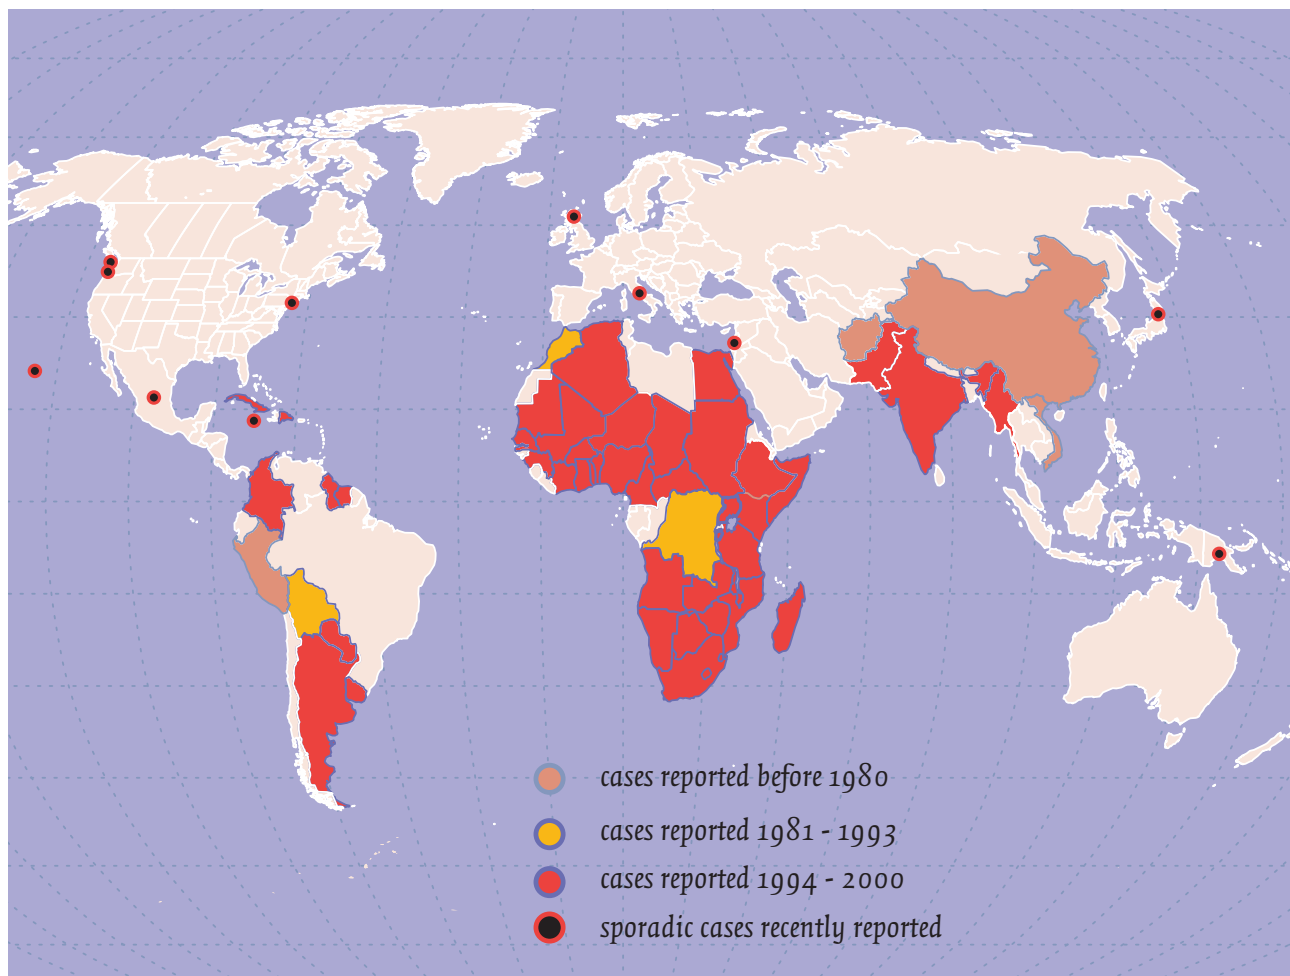 cases reported before 1980
cases reported 1981 - 1993
cases reported 1994 - 2000
sporadic cases recently reported